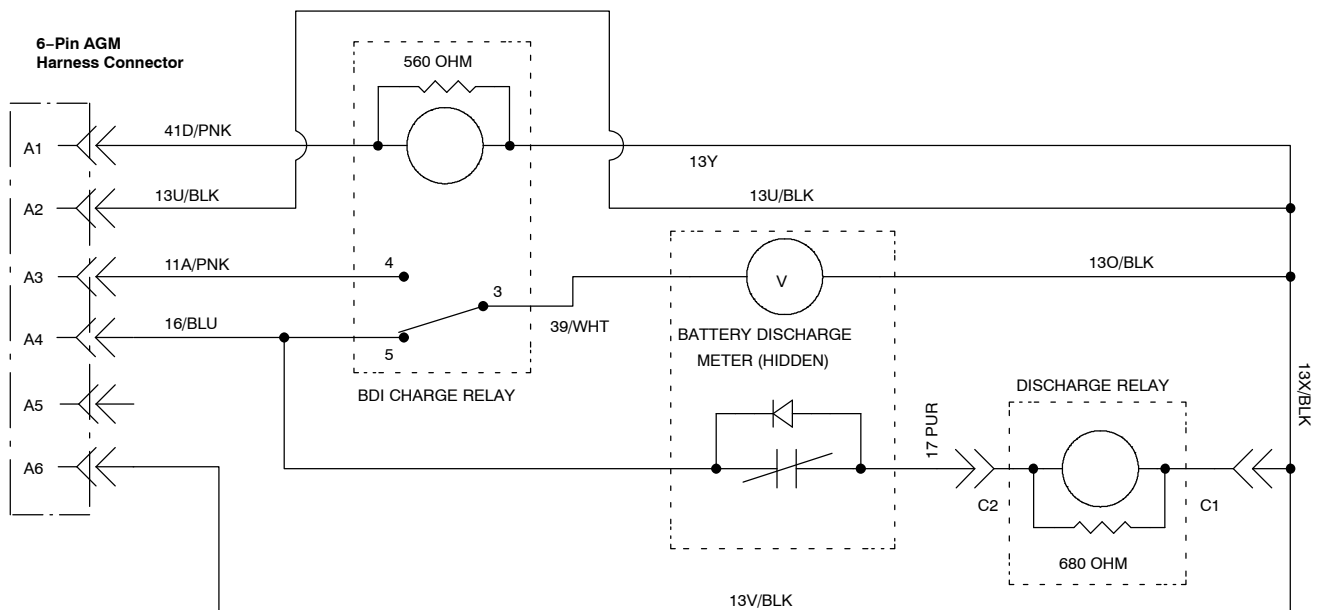 6–Pin AGM
Harness Connector
560 OHM
A1
41D/PNK
13Y
A2
13U/BLK
13U/BLK
A3
11A/PNK
4
3
V
13O/BLK
A4
16/BLU
5
39/WHT
BATTERY DISCHARGE
METER (HIDDEN)
BDI CHARGE RELAY
DISCHARGE RELAY
13X/BLK
A5
17 PUR
A6
C2
C1
680 OHM
13V/BLK